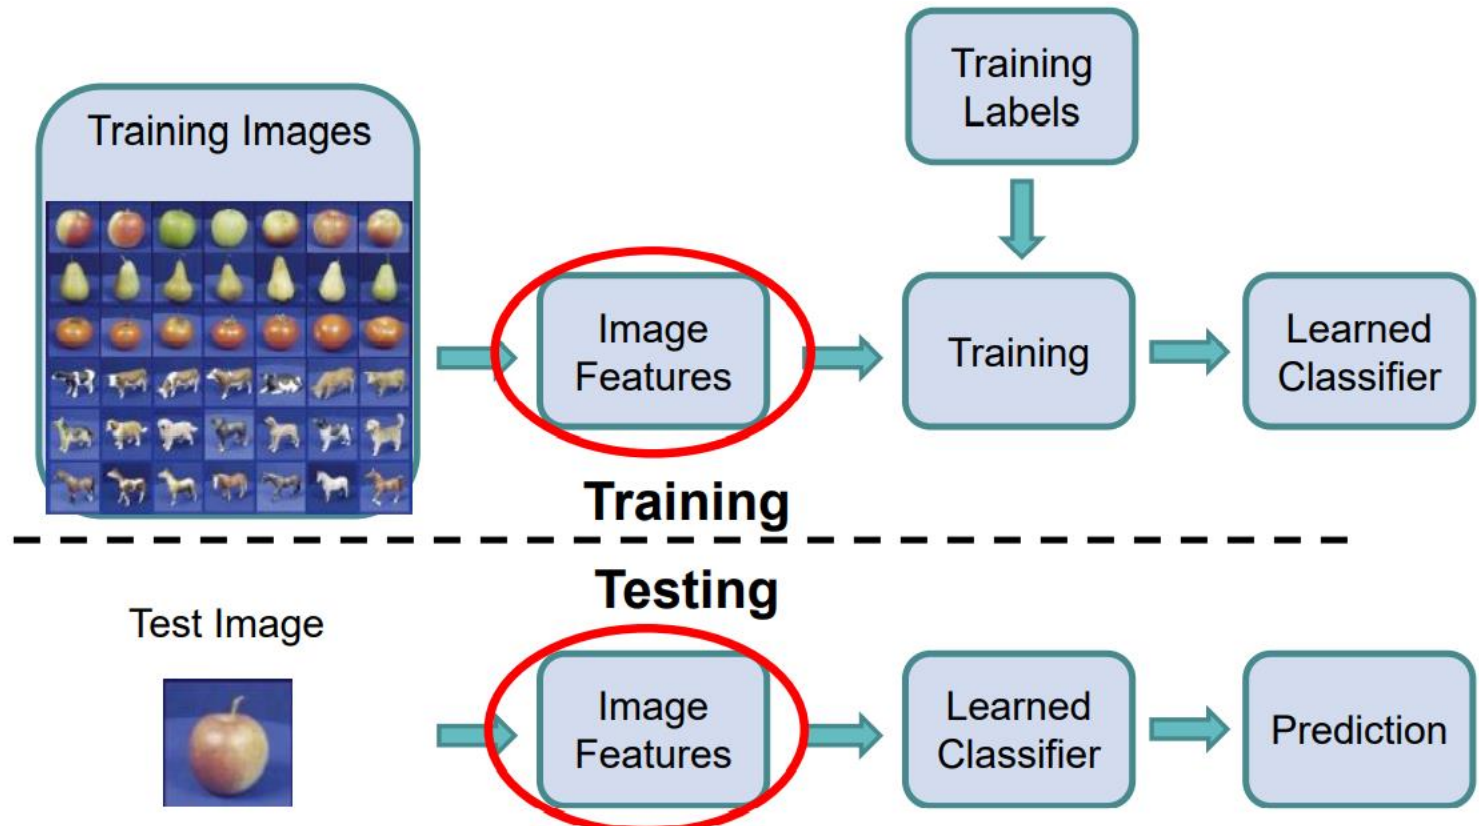 Training
Labels
Training Images
Image
Features
Training
Learned
Classifier
Training
Testing
Test Image
Image
Features
Learned
Classifier
Prediction